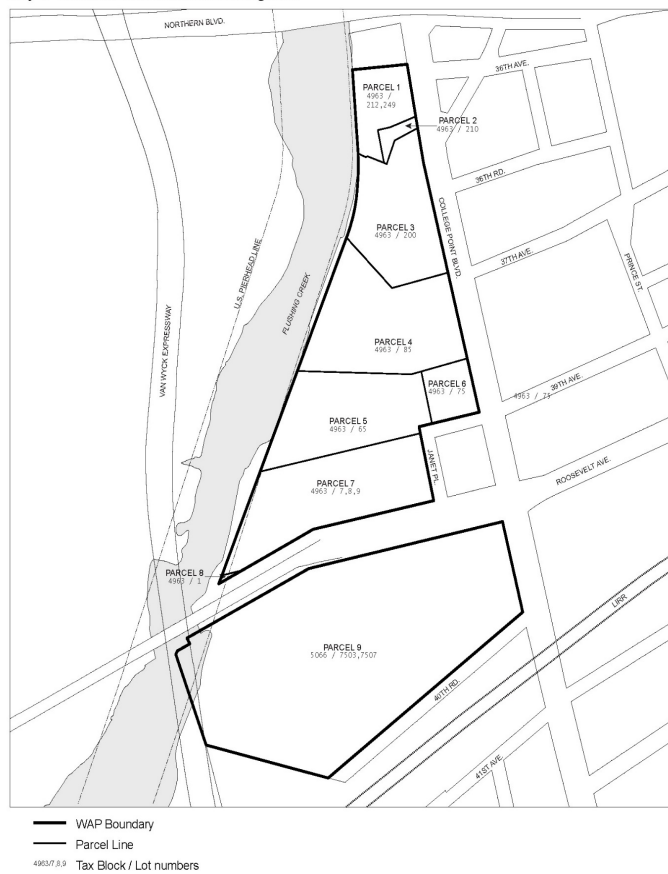 NORTHERN BLVD.
36TH AVE.
PARCEL 1
4963 /
212,249
PARCEL 2
4963 / 210
36TH RD.
COLLEGE POINT BLVD.
PARCEL 3
4963 / 200
37TH AVE.
PRINCE ST.
U.S. PIERHEAD LINE
FLUSHING CREEK
VAN WYCK EXPRESSWAY
PARCEL 4
4963 / 85
PARCEL 6
4963 / 75
39TH AVE.
4963 / 75
PARCEL 5
4963 / 65
JANET PL.
ROOSEVELT AVE.
PARCEL 7
4963 / 7,8,9
PARCEL 8
4963 / 1
LIRR
PARCEL 9
5066 / 7503,7507
40TH RD.
41ST AVE.
WAP Boundary
Parcel Line
4963/7,8,9 Tax Block / Lot numbers